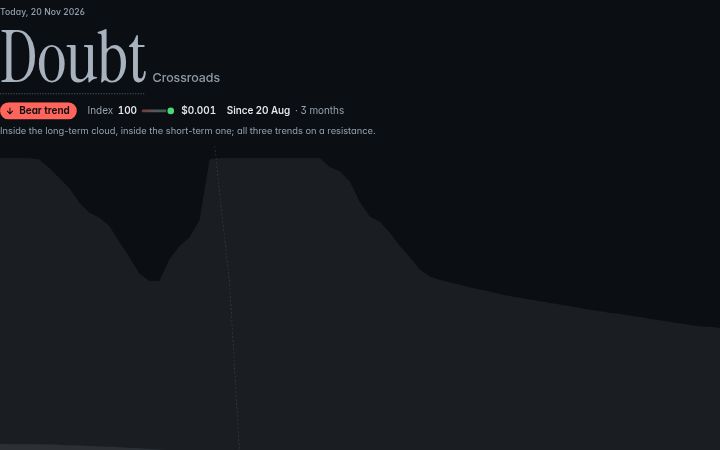 Today, 20 Nov 2026
Doubt Crossroads
↓ Bear trend Index 100 $0.001 Since 20 Aug · 3 months
Inside the long-term cloud, inside the short-term one; all three trends on a resistance.